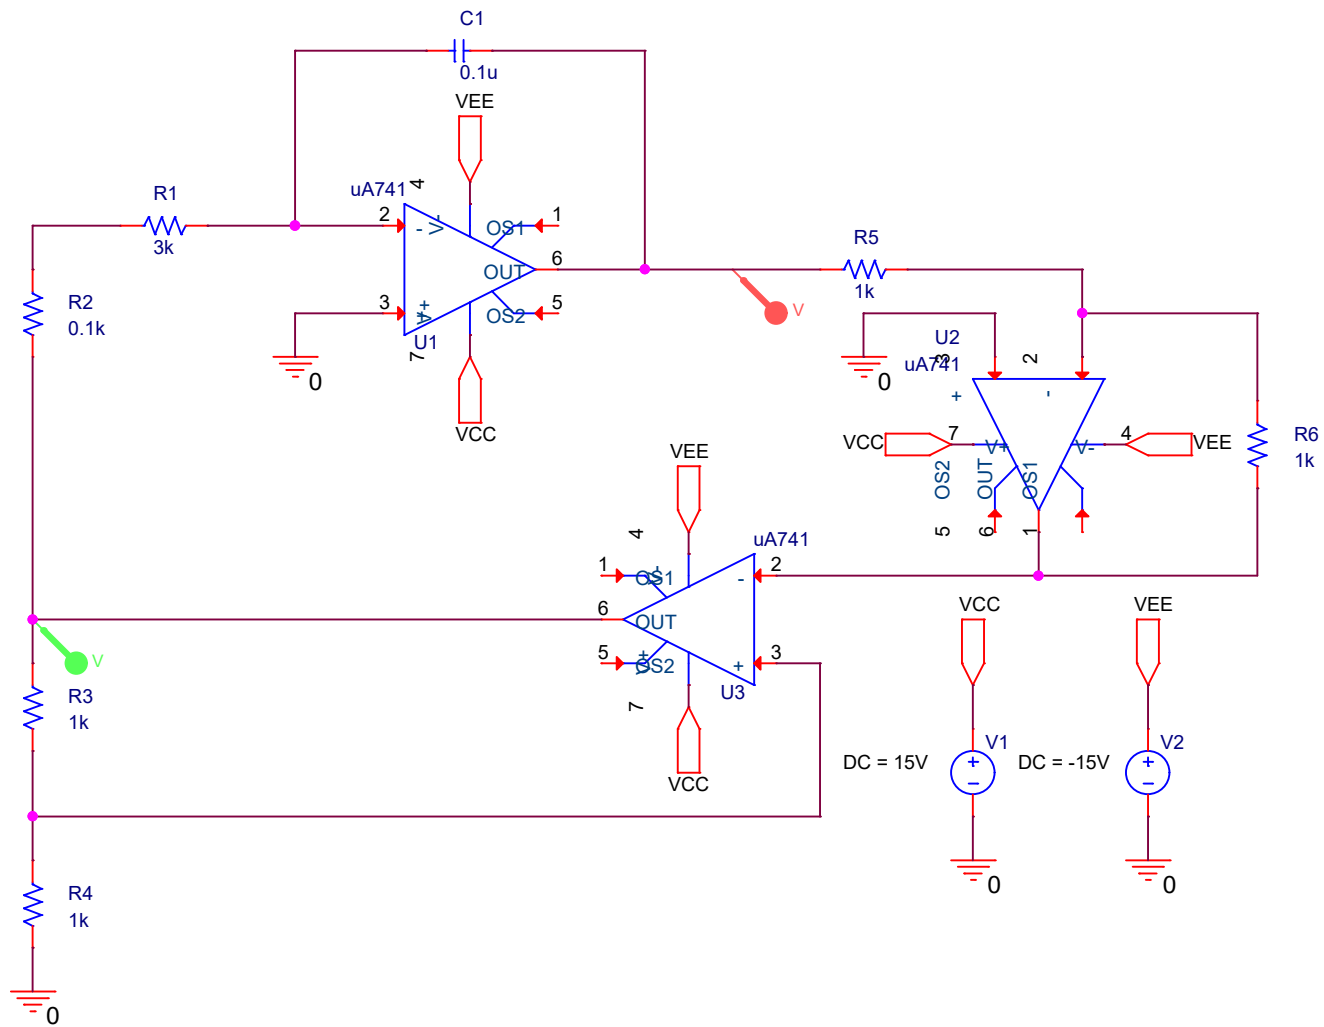 C1
0.1u
VEE
R1
3k
uA741
4
2
-
V-
OS1
1
OUT
6
3
+
V+
OS2
5
U1
7
0
VCC
R2
0.1k
R5
1k
V
0
U2
uA741
3
2
+
-
VCC
7
V+
V-
4
VEE
OS2
OUT
OS1
5
6
1
R6
1k
VEE
4
uA741
1
OS1
V-
-
2
6
OUT
5
V+
OS2
+
3
U3
7
VCC
V
R3
1k
VCC
VEE
DC = 15V
V1
+
−
DC = -15V
V2
+
−
0
0
R4
1k
0